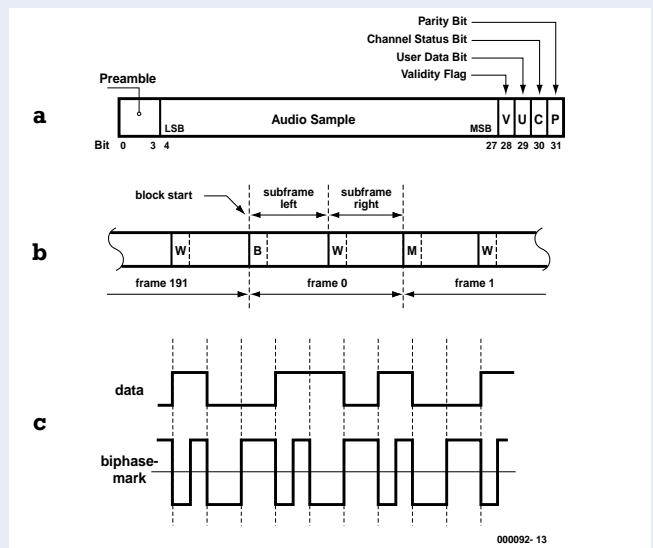 Parity Bit
Channel Status Bit
User Data Bit
Validity Flag
Preamble
a
LSB
Audio Sample
MSB
V U C P
Bit 0 3 4 27 28 29 30 31
block start
subframe left
subframe right
b
W B W M W
frame 191 frame 0 frame 1
data
c
biphase-
mark
000092- 13